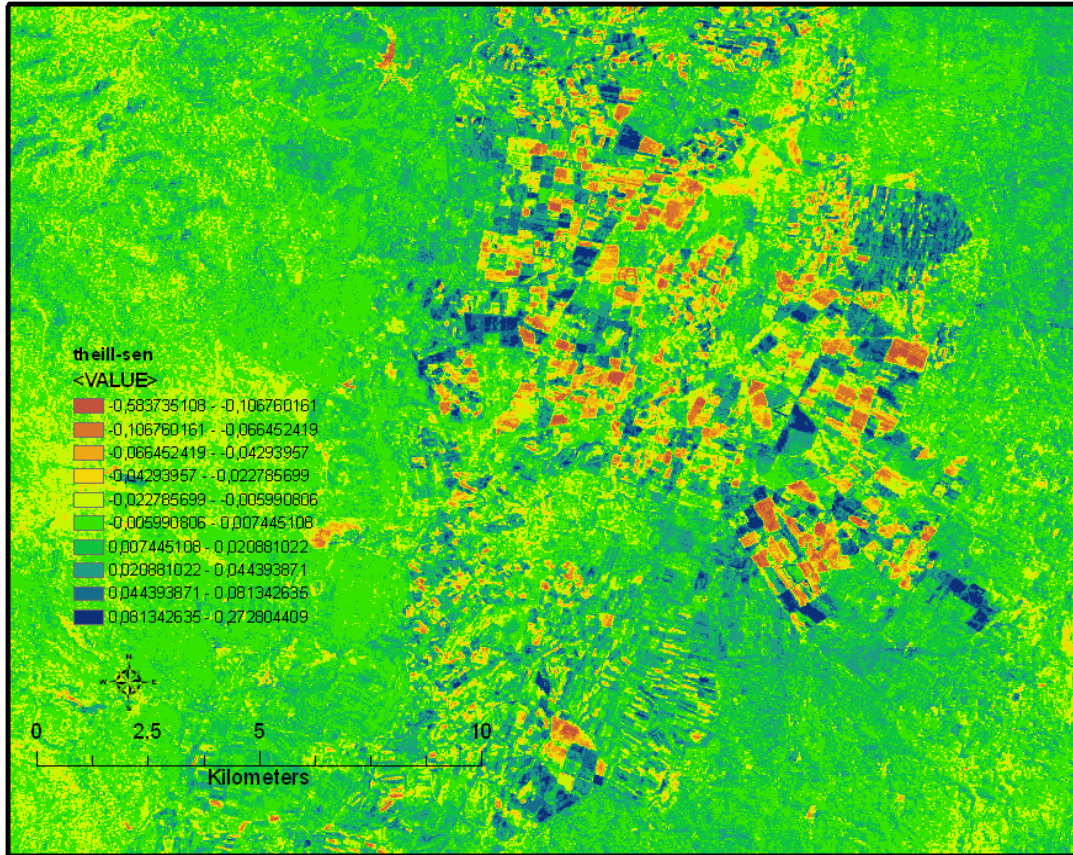 theill-sen
<VALUE>
-0,583735108 - -0,106760161
-0,106760161 - -0,066452419
-0,066452419 - -0,04293957
-0,04293957 - -0,022785699
-0,022785699 - -0,005990806
-0,005990806 - 0,007445108
0,007445108 - 0,020881022
0,020881022 - 0,044393871
0,044393871 - 0,081342635
0,081342635 - 0,272804409
N
W E
S
0 2,5 5 10
Kilometers